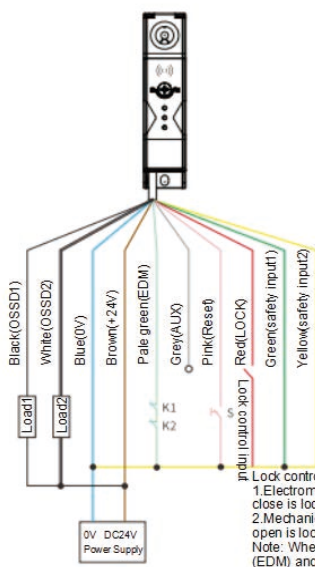 Black(OSSD1)
White(OSSD2)
Blue(0V)
Brown(+24V)
Pale green(EDM)
Grey(AUX)
Pink(Reset)
Red(LOCK)
Green(safety input1)
Yellow(safety input2)
Load1
Load2
K1
K2
S
Lock control input
0V DC24V
Power Supply
Lock contro
1.Electrom
close is loc
2.Mechanic
open is loc
Note: Whe
(EDM) and